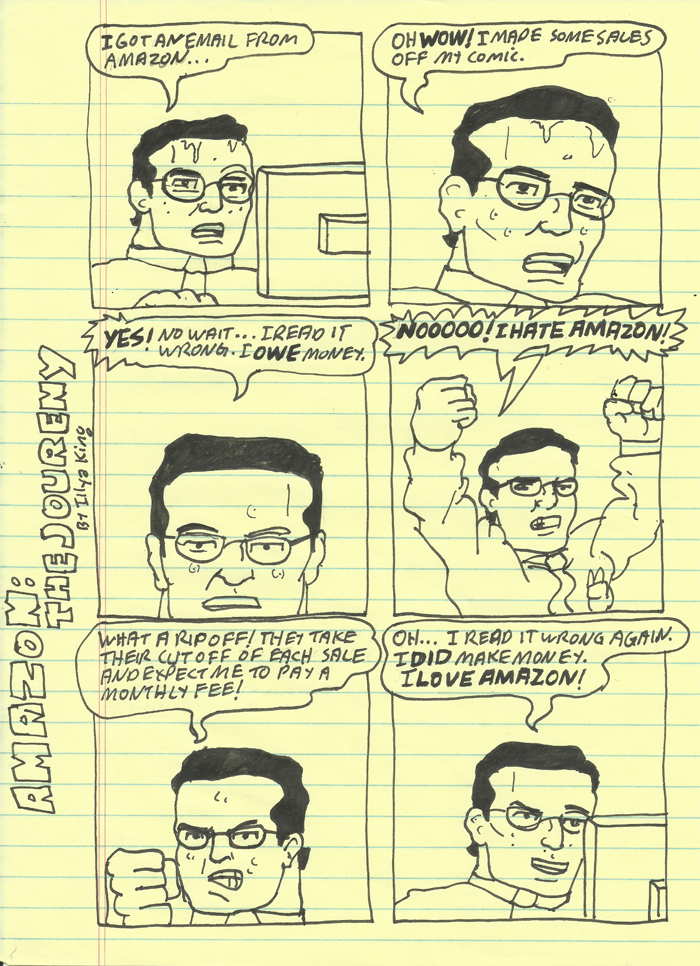 I GOT AN EMAIL FROM
AMAZON...
OH WOW! I MADE SOME SALES
OFF MY COMIC.
YES! NO WAIT... I READ IT
WRONG. I OWE MONEY.
NOOOOO! I HATE AMAZON!
WHAT A RIPOFF! THEY TAKE
THEIR CUT OFF OF EACH SALE
AND EXPECT ME TO PAY A
MONTHLY FEE!
OH... I READ IT WRONG AGAIN.
I DID MAKE MONEY.
I LOVE AMAZON!
AMAZON:
THE JOURENY
BY Illya King